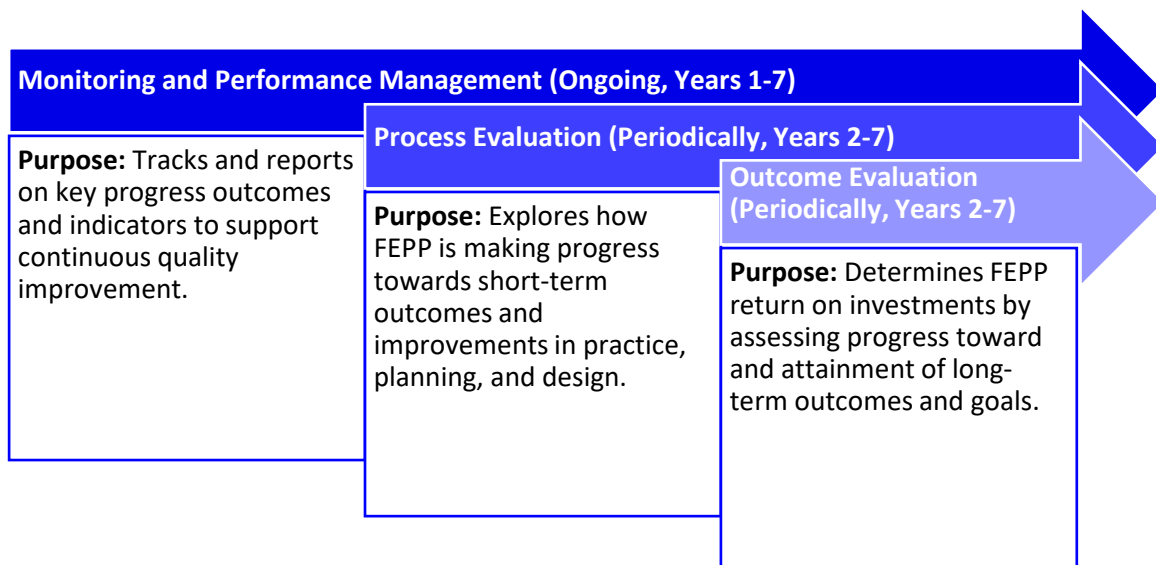 Monitoring and Performance Management (Ongoing, Years 1-7)
Purpose: Tracks and reports
on key progress outcomes
and indicators to support
continuous quality
improvement.
Process Evaluation (Periodically, Years 2-7)
Purpose: Explores how
FEPP is making progress
towards short-term
outcomes and
improvements in practice,
planning, and design.
Outcome Evaluation
(Periodically, Years 2-7)
Purpose: Determines FEPP
return on investments by
assessing progress toward
and attainment of long-
term outcomes and goals.